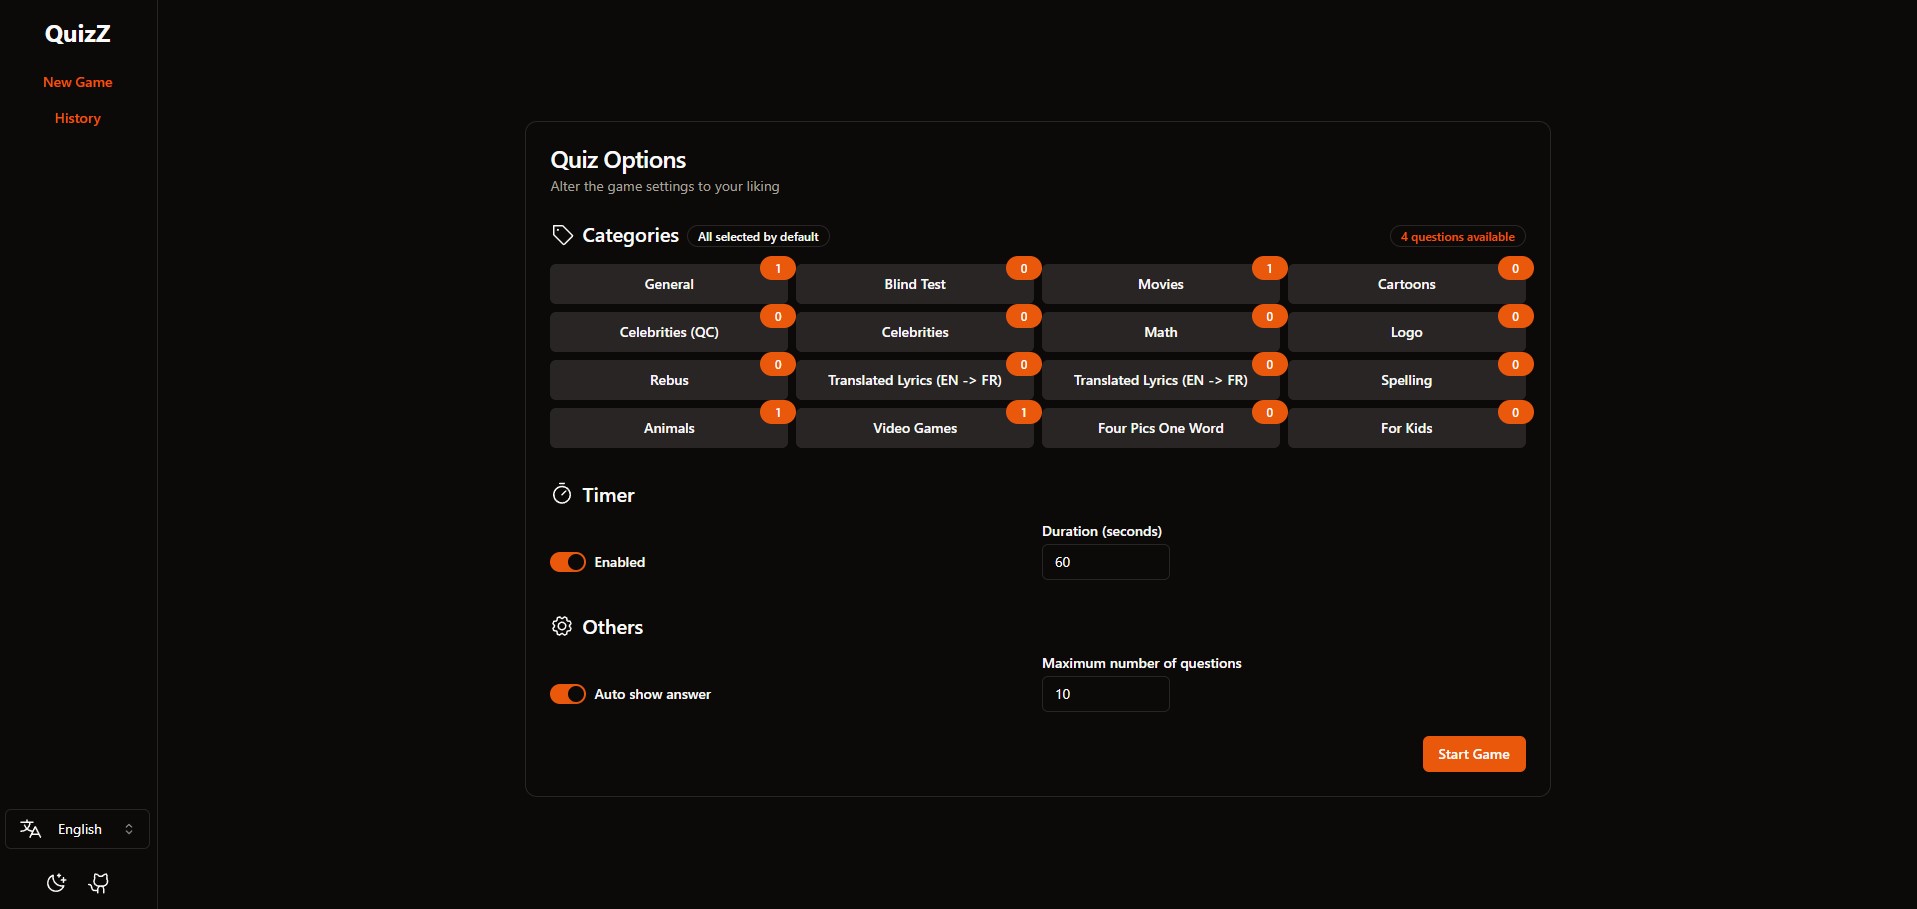 QuizZ
New Game
History
Quiz Options
Alter the game settings to your liking
Categories All selected by default 4 questions available
General 1 Blind Test 0 Movies 1 Cartoons 0
Celebrities (QC) 0 Celebrities 0 Math 0 Logo 0
Rebus 0 Translated Lyrics (EN -> FR) 0 Translated Lyrics (EN -> FR) 0 Spelling 0
Animals 1 Video Games 1 Four Pics One Word 0 For Kids 0
Timer
Duration (seconds)
Enabled 60
Others
Maximum number of questions
Auto show answer 10
Start Game
English